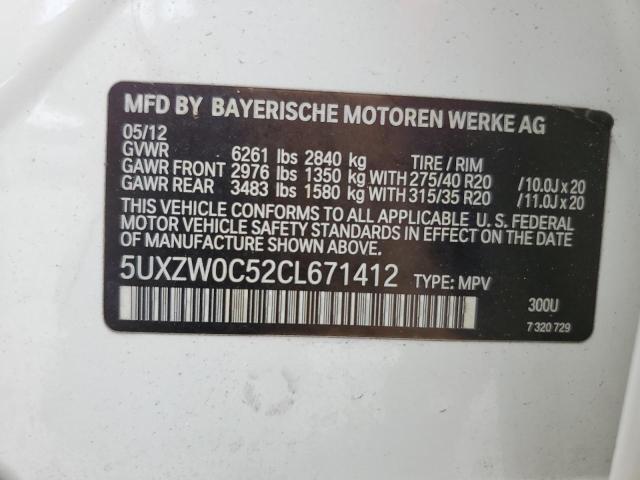 MFD BY BAYERISCHE MOTOREN WERKE AG
05/12
GVWR 6261 lbs 2840 kg TIRE / RIM
GAWR FRONT 2976 lbs 1350 kg WITH 275/40 R20 /10.0J x 20
GAWR REAR 3483 lbs 1580 kg WITH 315/35 R20 /11.0J x 20
THIS VEHICLE CONFORMS TO ALL APPLICABLE U.S. FEDERAL
MOTOR VEHICLE SAFETY STANDARDS IN EFFECT ON THE DATE
OF MANUFACTURE.
5UXZW0C52CL671412 TYPE: MPV
300U
7 320 729